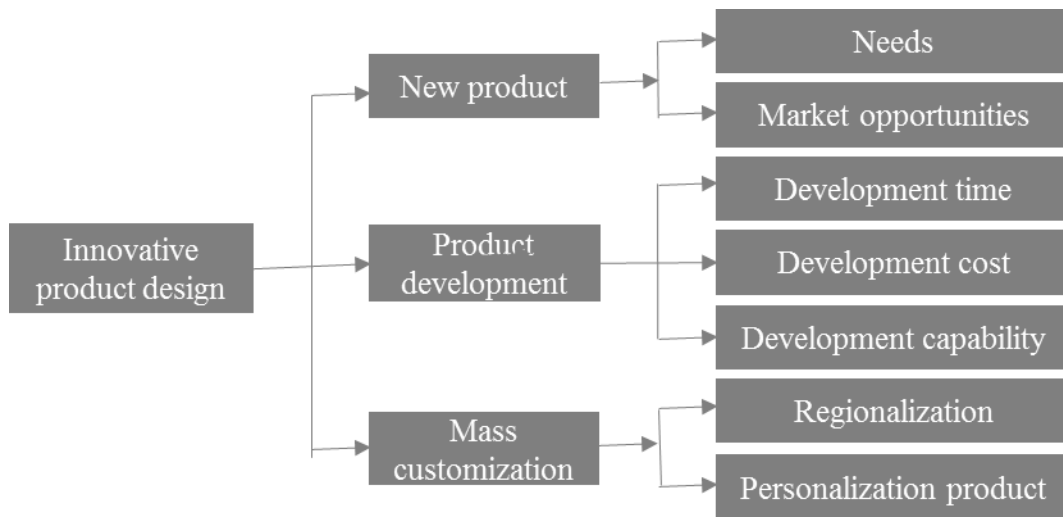 Innovative
product design
New product
Needs
Market opportunities
Product
development
Development time
Development cost
Development capability
Mass
customization
Regionalization
Personalization product